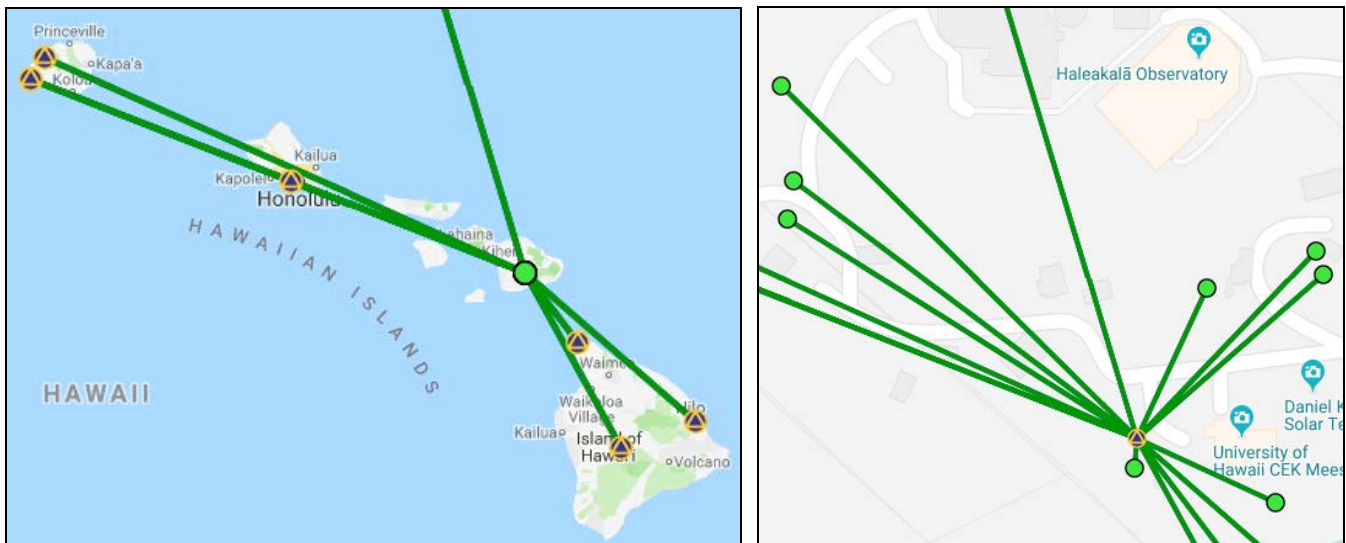 Princeville
Kapa'a
Koloa
Kailua
Kapolei
Honolulu
HAWAIIAN ISLANDS
Lahaina
Kihei
HAWAII
Waimea
Waikoloa
Village
Kailua
Hilo
Island of
Hawai'i
Volcano
Haleakalā Observatory
Daniel K
Solar Te
University of
Hawaii CEK Mees